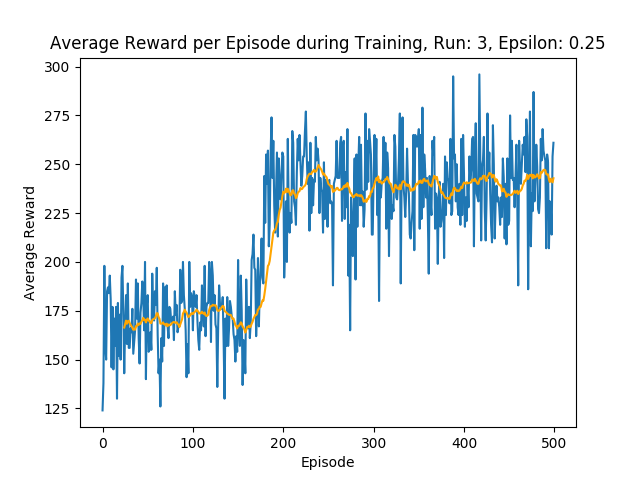 Average Reward per Episode during Training, Run: 3, Epsilon: 0.25
Average Reward
300
275
250
225
200
175
150
125
0 100 200 300 400 500
Episode